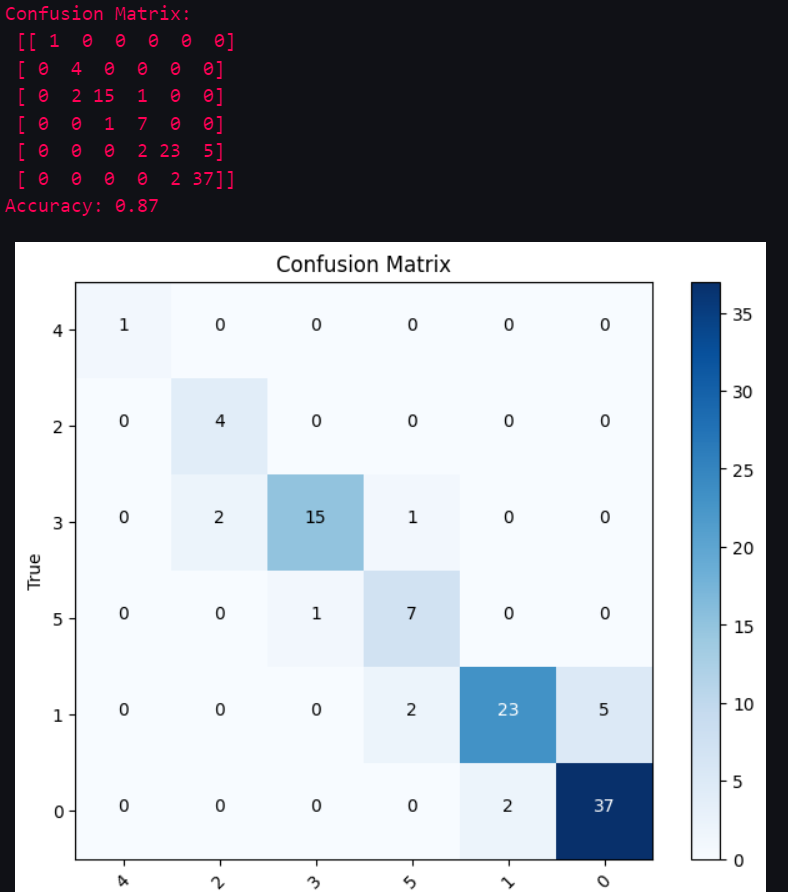 Confusion Matrix:
[[ 1 0 0 0 0 0]
[ 0 4 0 0 0 0]
[ 0 2 15 1 0 0]
[ 0 0 1 7 0 0]
[ 0 0 0 2 23 5]
[ 0 0 0 0 2 37]]
Accuracy: 0.87
Confusion Matrix
4 1 0 0 0 0 0
2 0 4 0 0 0 0
3 0 2 15 1 0 0
5 0 0 1 7 0 0
1 0 0 0 2 23 5
0 0 0 0 0 2 37
4 2 3 5 1 0
True
35
30
25
20
15
10
5
0